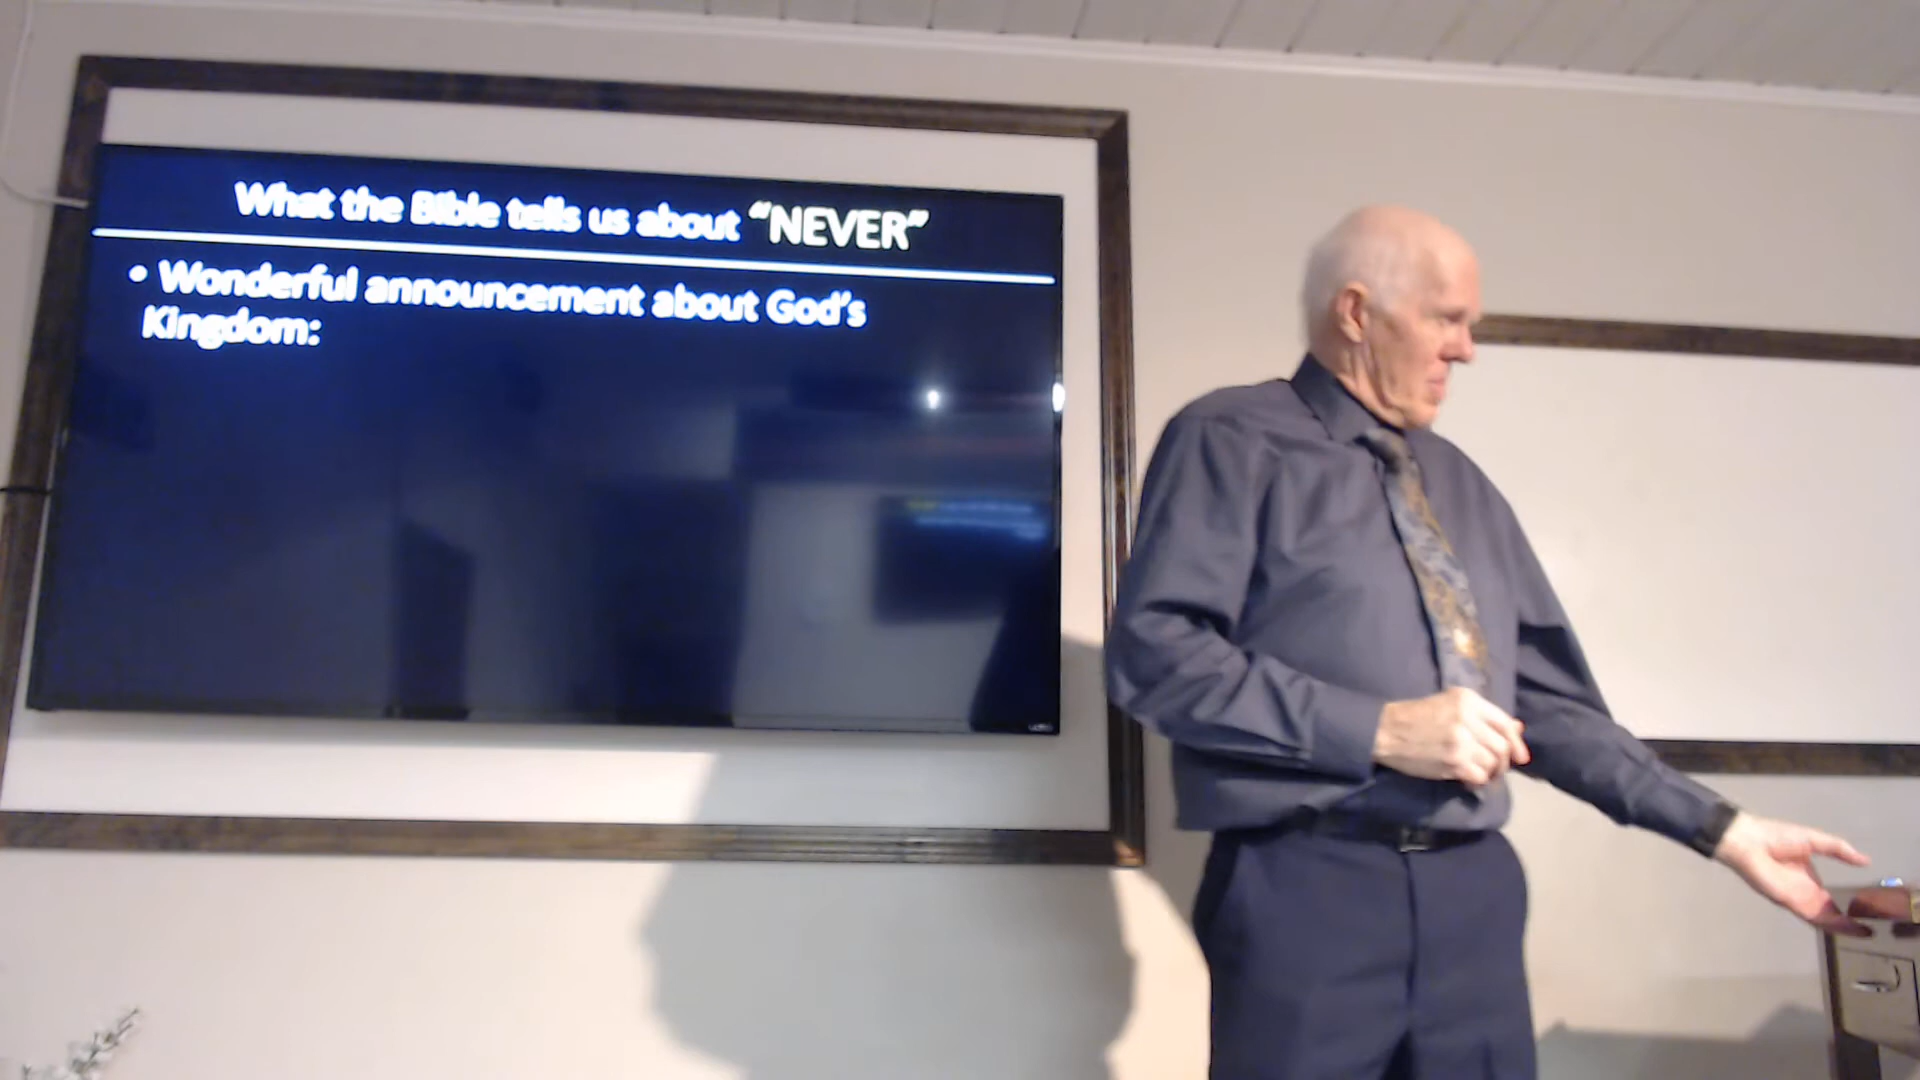 What the Bible tells us about “NEVER”
• Wonderful announcement about God’s
Kingdom: